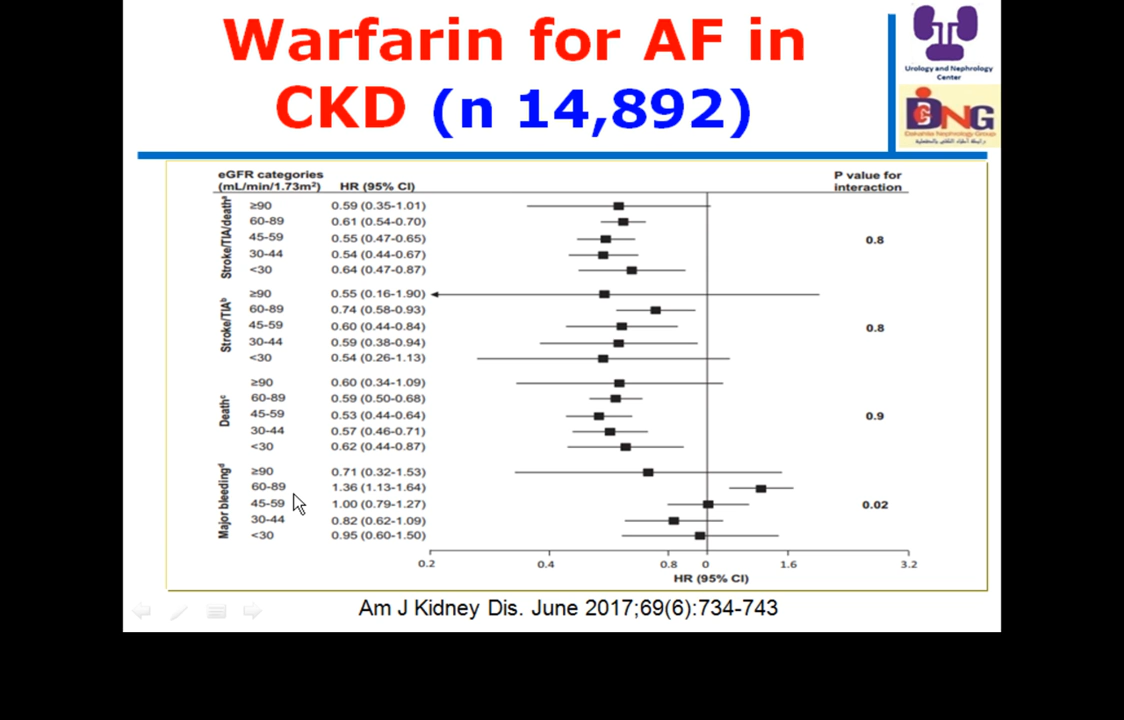 Warfarin for AF in
CKD (n 14,892)
Urology and Nephrology
Center
DNG
Dakahlia Nephrology Group
eGFR categories
(mL/min/1.73m²) HR (95% CI)
P value for
interaction
Stroke/TIA/deathᵃ
≥90 0.59 (0.35-1.01)
60-89 0.61 (0.54-0.70)
45-59 0.55 (0.47-0.65)
30-44 0.54 (0.44-0.67)
<30 0.64 (0.47-0.87)
0.8
Stroke/TIAᵇ
≥90 0.55 (0.16-1.90)
60-89 0.74 (0.58-0.93)
45-59 0.60 (0.44-0.84)
30-44 0.59 (0.38-0.94)
<30 0.54 (0.26-1.13)
0.8
Deathᶜ
≥90 0.60 (0.34-1.09)
60-89 0.59 (0.50-0.68)
45-59 0.53 (0.44-0.64)
30-44 0.57 (0.46-0.71)
<30 0.62 (0.44-0.87)
0.9
Major bleedingᵈ
≥90 0.71 (0.32-1.53)
60-89 1.36 (1.13-1.64)
45-59 1.00 (0.79-1.27)
30-44 0.82 (0.62-1.09)
<30 0.95 (0.60-1.50)
0.02
0.2 0.4 0.8 0 1.6 3.2
HR (95% CI)
Am J Kidney Dis. June 2017;69(6):734-743